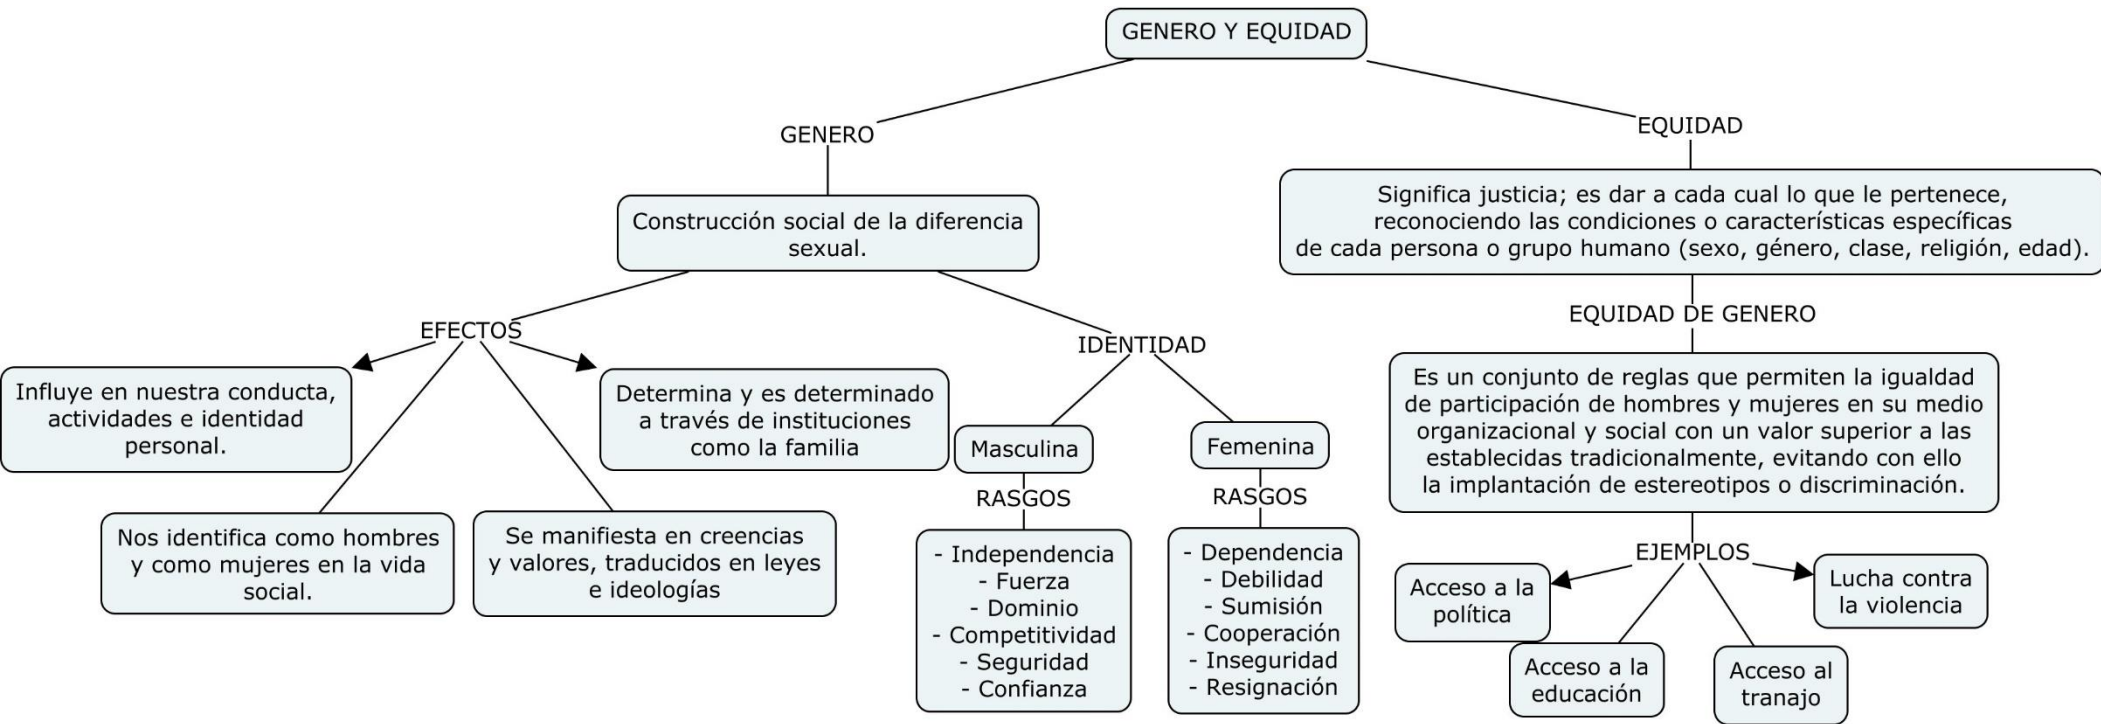 GENERO Y EQUIDAD
GENERO
Construcción social de la diferencia
sexual.
EFECTOS
Influye en nuestra conducta,
actividades e identidad
personal.
Nos identifica como hombres
y como mujeres en la vida
social.
Se manifiesta en creencias
y valores, traducidos en leyes
e ideologías
Determina y es determinado
a través de instituciones
como la familia
IDENTIDAD
Masculina
RASGOS
- Independencia
- Fuerza
- Dominio
- Competitividad
- Seguridad
- Confianza
Femenina
RASGOS
- Dependencia
- Debilidad
- Sumisión
- Cooperación
- Inseguridad
- Resignación
EQUIDAD
Significa justicia; es dar a cada cual lo que le pertenece,
reconociendo las condiciones o características específicas
de cada persona o grupo humano (sexo, género, clase, religión, edad).
EQUIDAD DE GENERO
Es un conjunto de reglas que permiten la igualdad
de participación de hombres y mujeres en su medio
organizacional y social con un valor superior a las
establecidas tradicionalmente, evitando con ello
la implantación de estereotipos o discriminación.
EJEMPLOS
Acceso a la
política
Acceso a la
educación
Acceso al
tranajo
Lucha contra
la violencia